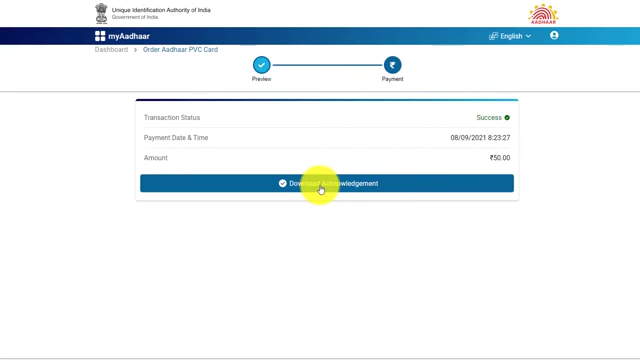 Unique Identification Authority of India
Government of India
AADHAAR
myAadhaar
English
Dashboard > Order Aadhaar PVC Card
₹
Preview
Payment
Transaction Status Success
Payment Date & Time 08/09/2021 8:23:27
Amount ₹50.00
Download Acknowledgement